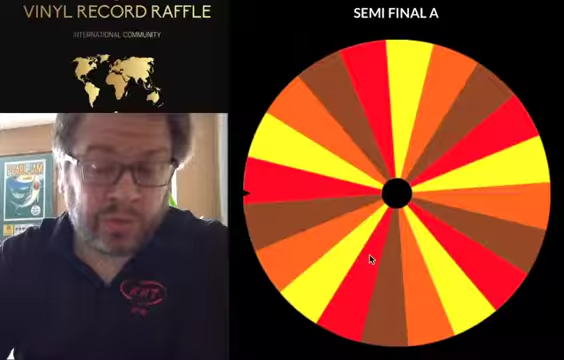 VINYL RECORD RAFFLE
INTERNATIONAL COMMUNITY
SEMI FINAL A